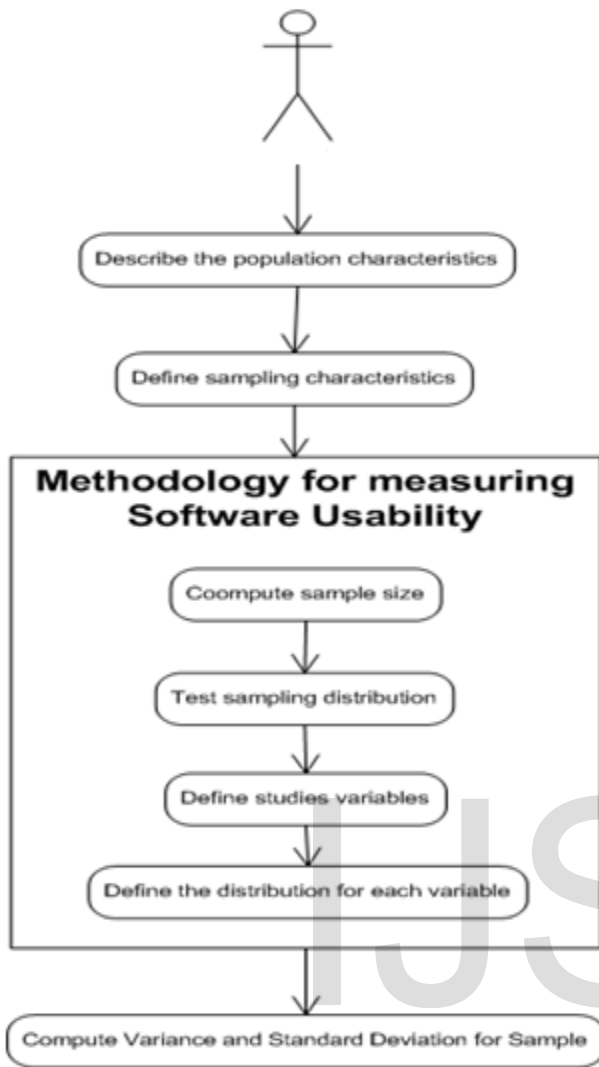 Describe the population characteristics
Define sampling characteristics
Methodology for measuring
Software Usability
Coompute sample size
Test sampling distribution
Define studies variables
Define the distribution for each variable
IJS
Compute Variance and Standard Deviation for Sample